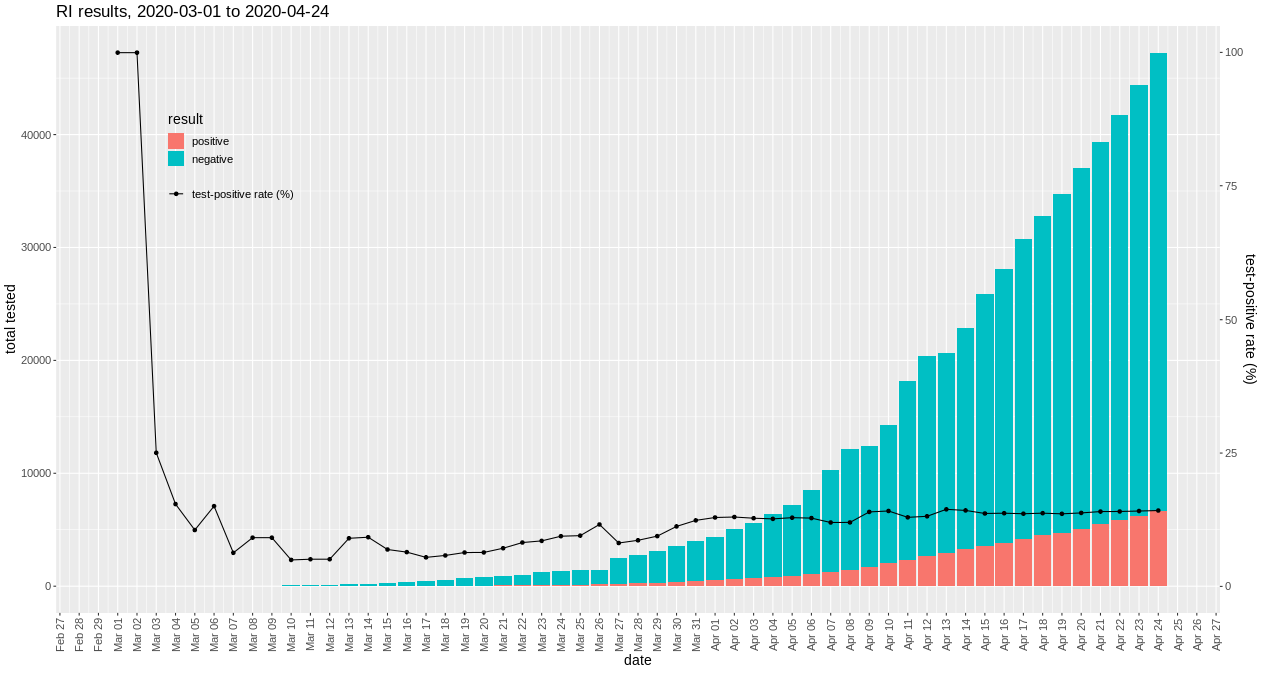 RI results, 2020-03-01 to 2020-04-24
total tested
40000
30000
20000
10000
0
result
positive
negative
test-positive rate (%)
100
75
50
25
0
test-positive rate (%)
Feb 27
Feb 28
Feb 29
Mar 01
Mar 02
Mar 03
Mar 04
Mar 05
Mar 06
Mar 07
Mar 08
Mar 09
Mar 10
Mar 11
Mar 12
Mar 13
Mar 14
Mar 15
Mar 16
Mar 17
Mar 18
Mar 19
Mar 20
Mar 21
Mar 22
Mar 23
Mar 24
Mar 25
Mar 26
Mar 27
Mar 28
Mar 29
Mar 30
Mar 31
Apr 01
Apr 02
Apr 03
Apr 04
Apr 05
Apr 06
Apr 07
Apr 08
Apr 09
Apr 10
Apr 11
Apr 12
Apr 13
Apr 14
Apr 15
Apr 16
Apr 17
Apr 18
Apr 19
Apr 20
Apr 21
Apr 22
Apr 23
Apr 24
Apr 25
Apr 26
Apr 27
date